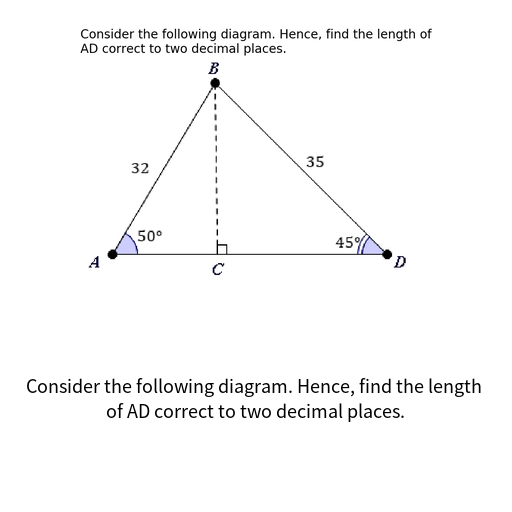 Consider the following diagram. Hence, find the length of
AD correct to two decimal places.
B
32
35
50°
45°
A
C
D
Consider the following diagram. Hence, find the length
of AD correct to two decimal places.